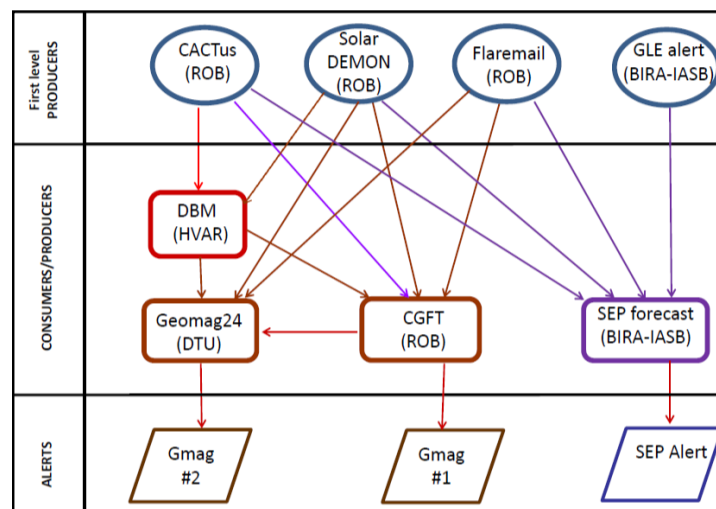 First level
PRODUCERS
CACTus
(ROB)
Solar
DEMON
(ROB)
Flaremail
(ROB)
GLE alert
(BIRA-IASB)
CONSUMERS/PRODUCERS
DBM
(HVAR)
Geomag24
(DTU)
CGFT
(ROB)
SEP forecast
(BIRA-IASB)
ALERTS
Gmag
#2
Gmag
#1
SEP Alert